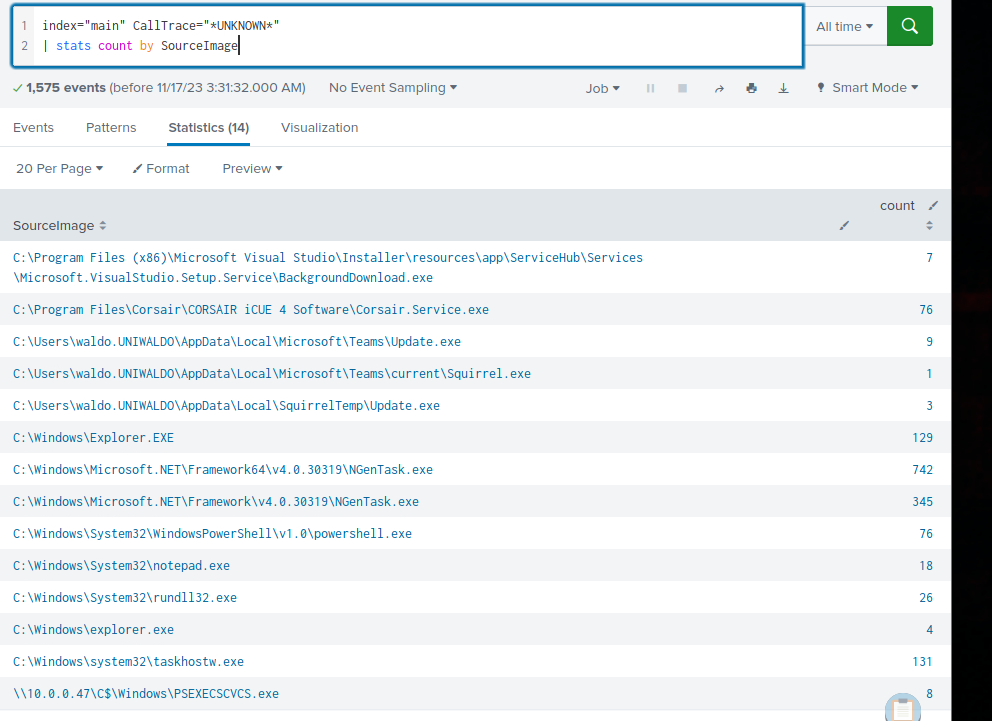 1 index="main" CallTrace="*UNKNOWN*"
2 | stats count by SourceImage
All time
1,575 events (before 11/17/23 3:31:32.000 AM) No Event Sampling Job Smart Mode
Events Patterns Statistics (14) Visualization
20 Per Page Format Preview
SourceImage count
C:\Program Files (x86)\Microsoft Visual Studio\Installer\resources\app\ServiceHub\Services 7
\Microsoft.VisualStudio.Setup.Service\BackgroundDownload.exe
C:\Program Files\Corsair\CORSAIR iCUE 4 Software\Corsair.Service.exe 76
C:\Users\waldo.UNIWALDO\AppData\Local\Microsoft\Teams\Update.exe 9
C:\Users\waldo.UNIWALDO\AppData\Local\Microsoft\Teams\current\Squirrel.exe 1
C:\Users\waldo.UNIWALDO\AppData\Local\SquirrelTemp\Update.exe 3
C:\Windows\Explorer.EXE 129
C:\Windows\Microsoft.NET\Framework64\v4.0.30319\NGenTask.exe 742
C:\Windows\Microsoft.NET\Framework\v4.0.30319\NGenTask.exe 345
C:\Windows\System32\WindowsPowerShell\v1.0\powershell.exe 76
C:\Windows\System32\notepad.exe 18
C:\Windows\System32\rundll32.exe 26
C:\Windows\explorer.exe 4
C:\Windows\system32\taskhostw.exe 131
\\10.0.0.47\C$\Windows\PSEXECSCVCS.exe 8